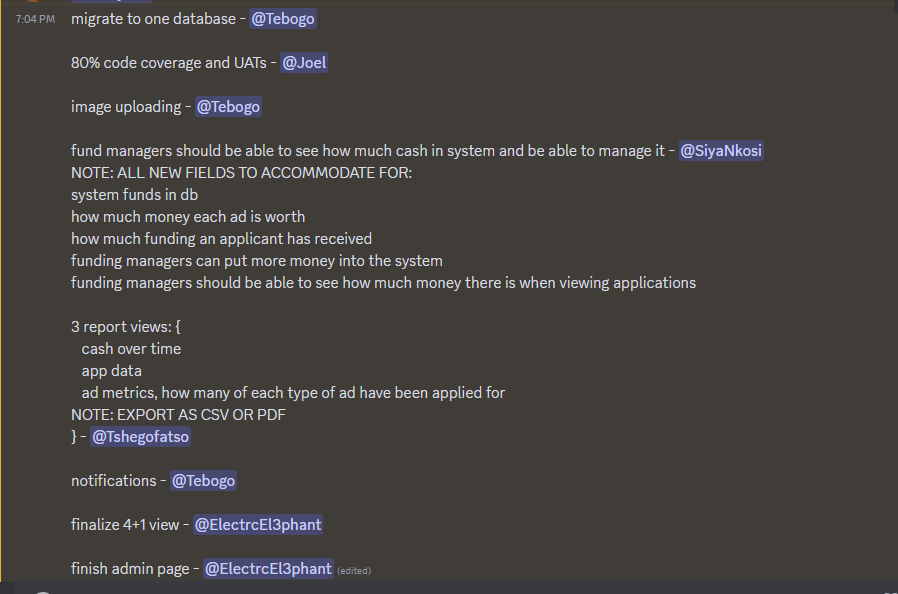 7:04 PM migrate to one database - @Tebogo
80% code coverage and UATs - @Joel
image uploading - @Tebogo
fund managers should be able to see how much cash in system and be able to manage it - @SiyaNkosi
NOTE: ALL NEW FIELDS TO ACCOMMODATE FOR:
system funds in db
how much money each ad is worth
how much funding an applicant has received
funding managers can put more money into the system
funding managers should be able to see how much money there is when viewing applications
3 report views: {
cash over time
app data
ad metrics, how many of each type of ad have been applied for
NOTE: EXPORT AS CSV OR PDF
} - @Tshegofatso
notifications - @Tebogo
finalize 4+1 view - @ElectrcEl3phant
finish admin page - @ElectrcEl3phant (edited)